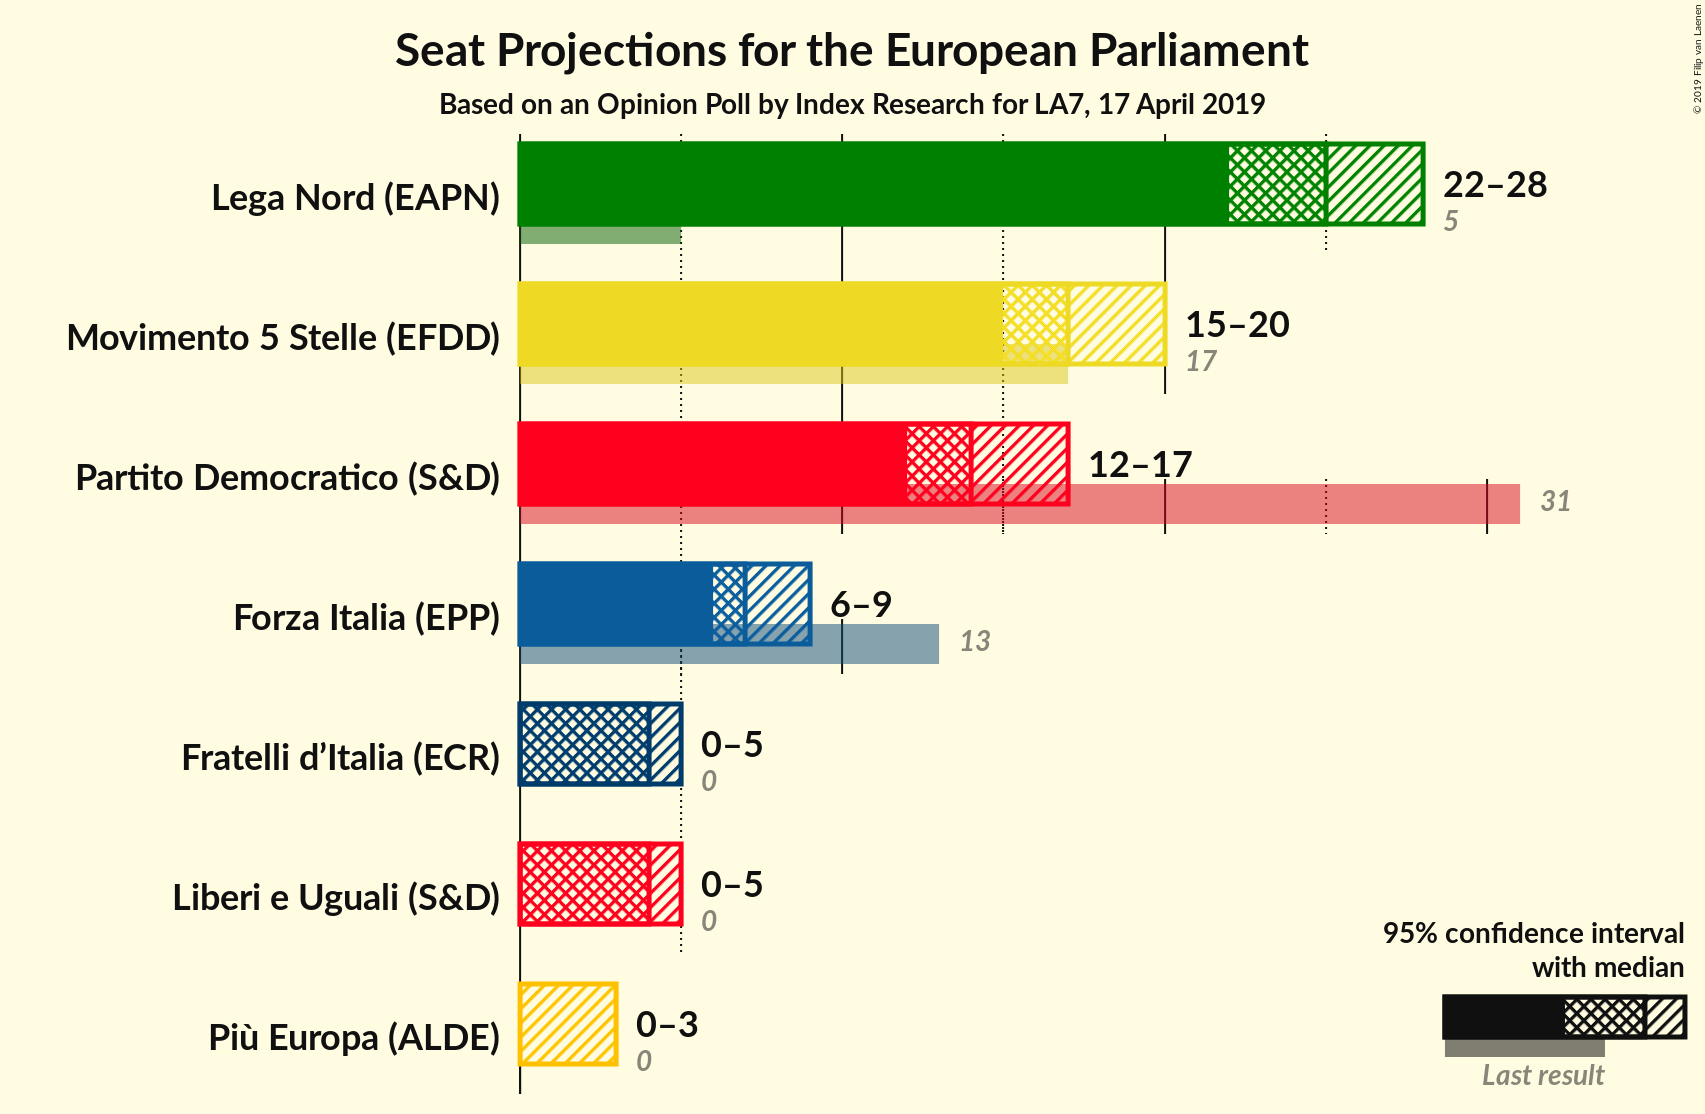 Seat Projections for the European Parliament
Based on an Opinion Poll by Index Research for LA7, 17 April 2019
© 2019 Filip van Laenen
Lega Nord (EAPN)
22–28
5
Movimento 5 Stelle (EFDD)
15–20
17
Partito Democratico (S&D)
12–17
31
Forza Italia (EPP)
6–9
13
Fratelli d’Italia (ECR)
0–5
0
Liberi e Uguali (S&D)
0–5
0
Più Europa (ALDE)
0–3
0
95% confidence interval
with median
Last result